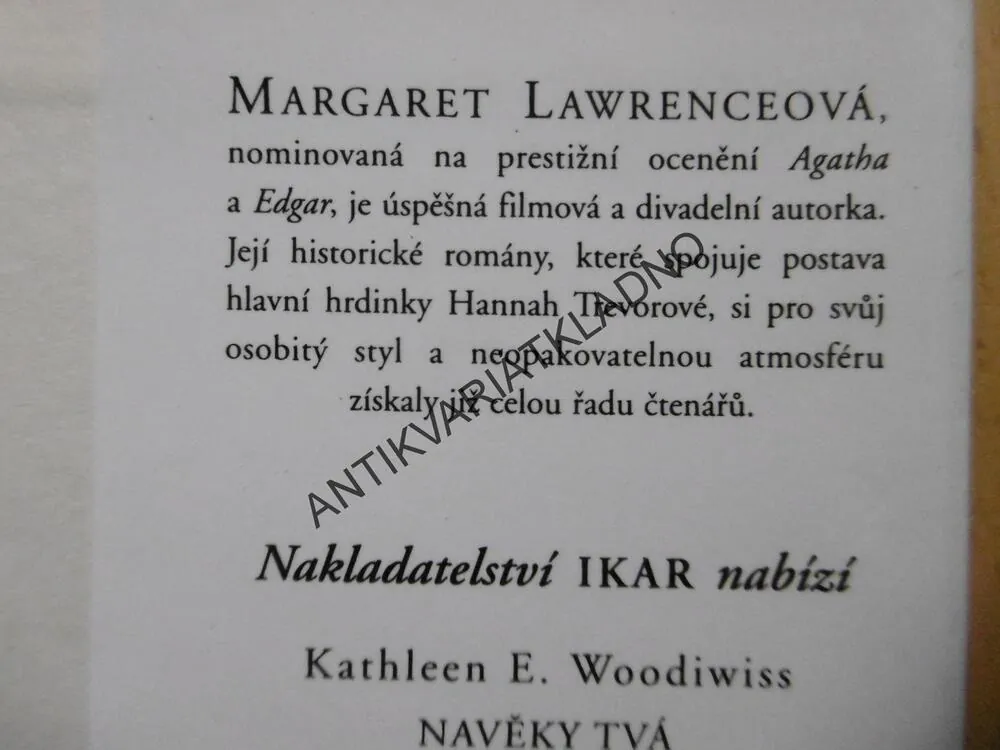 MARGARET LAWRENCEOVÁ,
nominovaná na prestižní ocenění Agatha
a Edgar, je úspěšná filmová a divadelní autorka.
Její historické romány, které spojuje postava
hlavní hrdinky Hannah Trevorové, si pro svůj
osobitý styl a neopakovatelnou atmosféru
získaly již celou řadu čtenářů.
ANTIKVARIATKLADNO
Nakladatelství IKAR nabízí
Kathleen E. Woodiwiss
NAVĚKY TVÁ